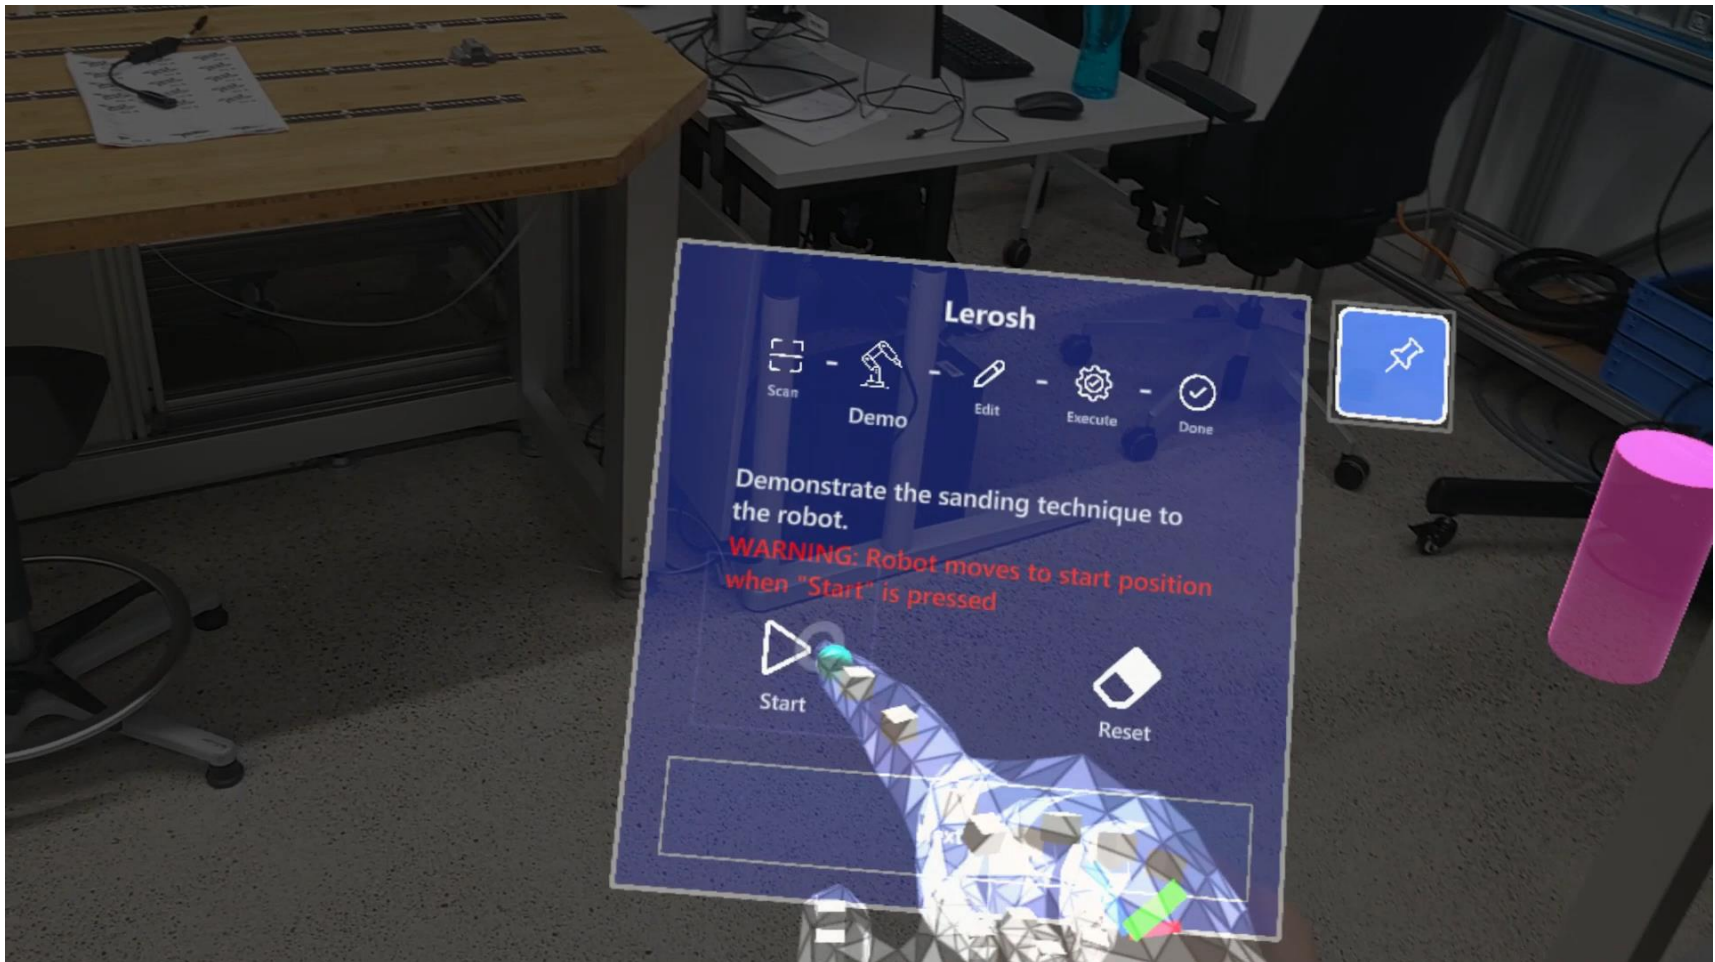 Lerosh
Scan
Demo
Edit
Execute
Done
Demonstrate the sanding technique to
the robot.
WARNING: Robot moves to start position
when "Start" is pressed
Start
Reset